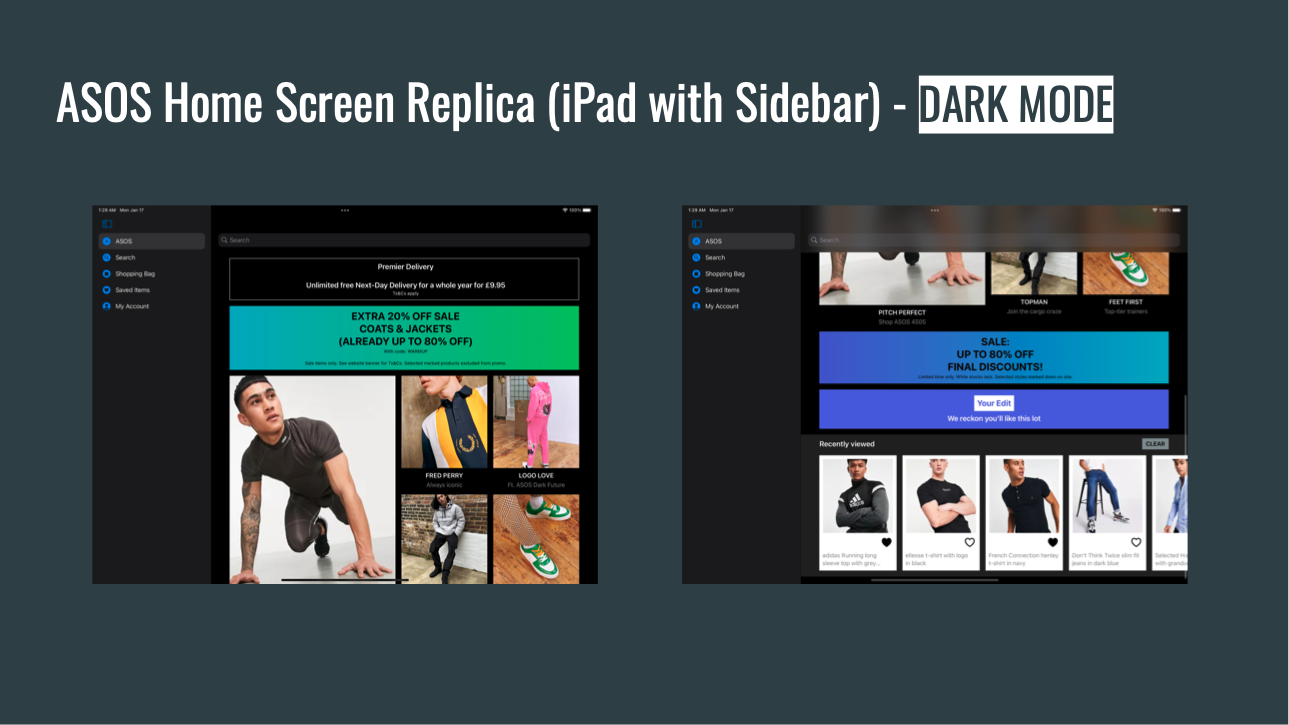 ASOS Home Screen Replica (iPad with Sidebar) - DARK MODE
1:29 AM Mon Jan 17
100%
ASOS
Search
Shopping Bag
Saved Items
My Account
Search
Premier Delivery
Unlimited free Next-Day Delivery for a whole year for £9.95
Ts&Cs apply
EXTRA 20% OFF SALE
COATS & JACKETS
(ALREADY UP TO 80% OFF)
With code: WARMUP
Sale items only. See website banner for Ts&Cs. Selected marked products excluded from promo.
FRED PERRY
Always iconic
LOGO LOVE
Ft. ASOS Dark Future
1:29 AM Mon Jan 17
100%
ASOS
Search
Shopping Bag
Saved Items
My Account
Search
PITCH PERFECT
Shop ASOS 4505
TOPMAN
Join the cargo craze
FEET FIRST
Top-tier trainers
SALE:
UP TO 80% OFF
FINAL DISCOUNTS!
Limited time only. While stocks last. Selected styles marked down on site.
Your Edit
We reckon you'll like this lot
Recently viewed
CLEAR
adidas Running long
sleeve top with grey...
ellesse t-shirt with logo
in black
French Connection henley
t-shirt in navy
Don't Think Twice slim fit
jeans in dark blue
Selected
with